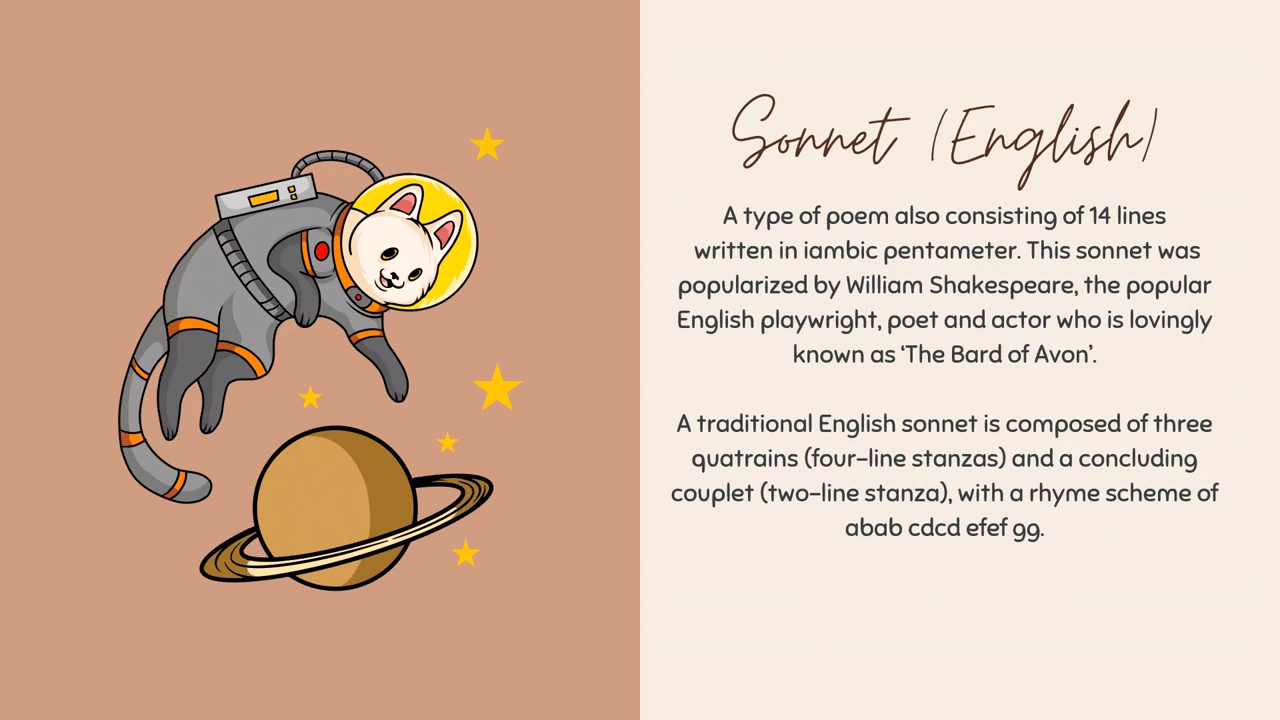 Sonnet (English)
A type of poem also consisting of 14 lines
written in iambic pentameter. This sonnet was
popularized by William Shakespeare, the popular
English playwright, poet and actor who is lovingly
known as ‘The Bard of Avon’.
A traditional English sonnet is composed of three
quatrains (four-line stanzas) and a concluding
couplet (two-line stanza), with a rhyme scheme of
abab cdcd efef gg.